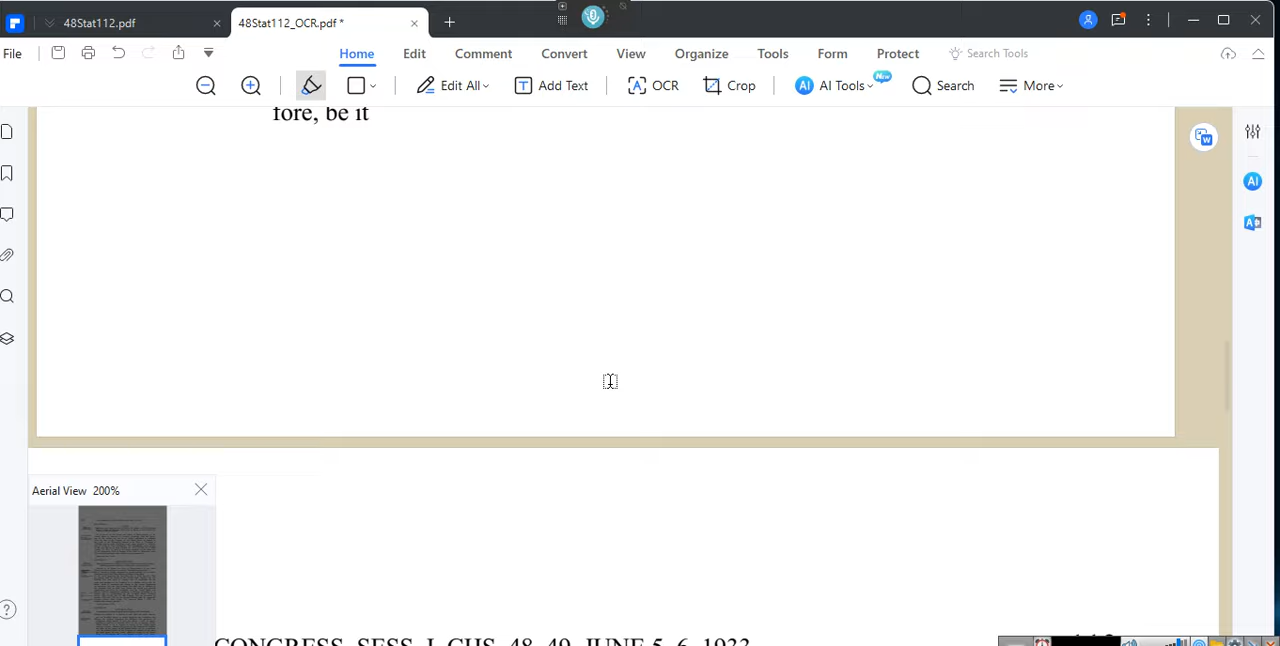 48Stat112.pdf
48Stat112_OCR.pdf *
File
Home
Edit
Comment
Convert
View
Organize
Tools
Form
Protect
Search Tools
Edit All
Add Text
OCR
Crop
AI Tools
New
Search
More
fore, be it
AI
Aerial View 200%
CONGRESS. SESS. I. CHS. 48, 49. JUNE 5, 6, 1933.